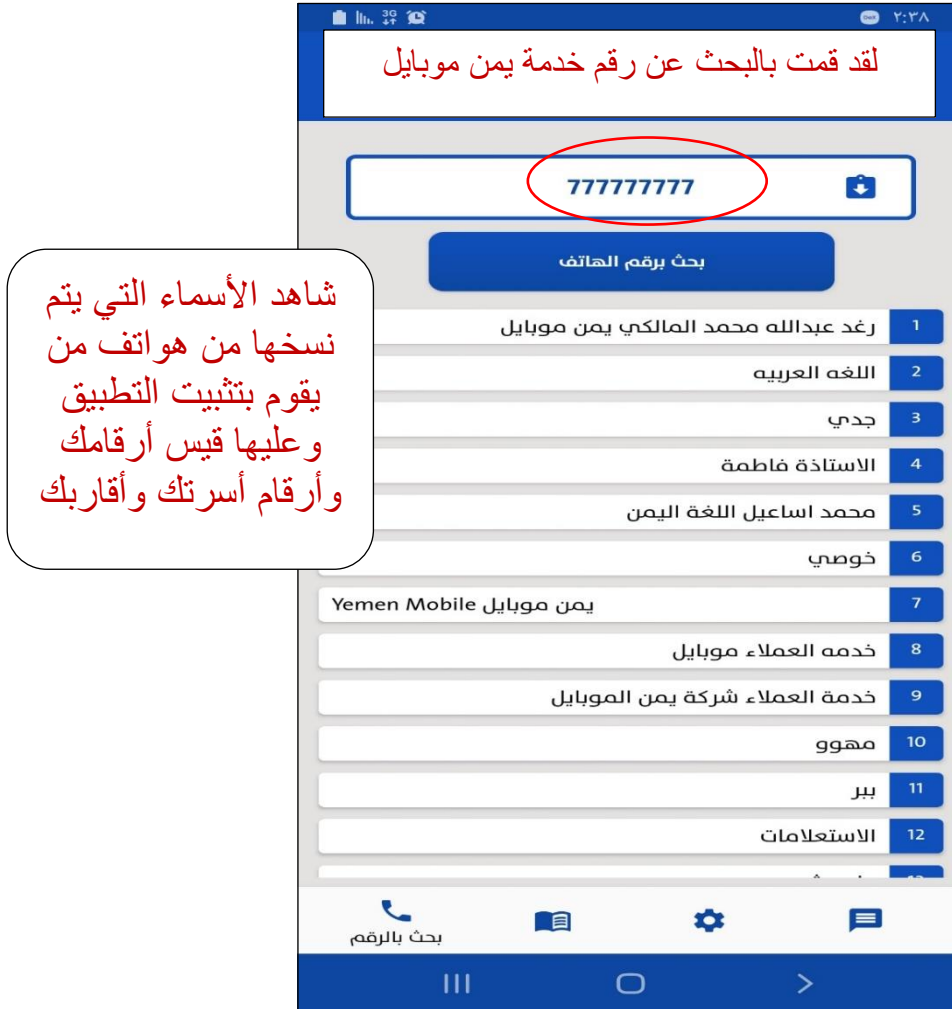 ٢:٣٨
3G
لقد قمت بالبحث عن رقم خدمة يمن موبايل
777777777
بحث برقم الهاتف
شاهد الأسماء التي يتم
نسخها من هواتف من
يقوم بتثبيت التطبيق
وعليها قيس أرقامك
وأرقام أسرتك وأقاربك
1 رغد عبدالله محمد المالكي يمن موبايل
2 اللغه العربيه
3 جدي
4 الاستاذة فاطمة
5 محمد اساعيل اللغة اليمن
6 خوصي
7 يمن موبايل Yemen Mobile
8 خدمه العملاء موبايل
9 خدمة العملاء شركة يمن الموبايل
10 مهوو
11 ببر
12 الاستعلامات
بحث بالرقم